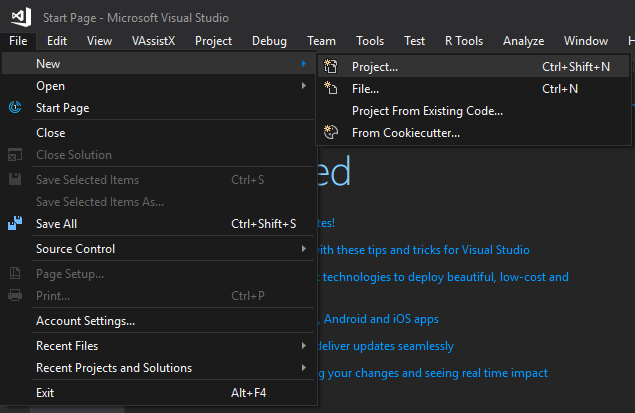 Start Page - Microsoft Visual Studio
File Edit View VAssistX Project Debug Team Tools Test R Tools Analyze Window
New
Project... Ctrl+Shift+N
Open
File... Ctrl+N
Start Page
Project From Existing Code...
Close
From Cookiecutter...
Close Solution
Save Selected Items Ctrl+S
Save Selected Items As...
Save All Ctrl+Shift+S
Source Control
with these tips and tricks for Visual Studio
Page Setup...
technologies to deploy beautiful, low-cost and
Print... Ctrl+P
Account Settings...
, Android and iOS apps
Recent Files
deliver updates seamlessly
Recent Projects and Solutions
your changes and seeing real time impact
Exit Alt+F4